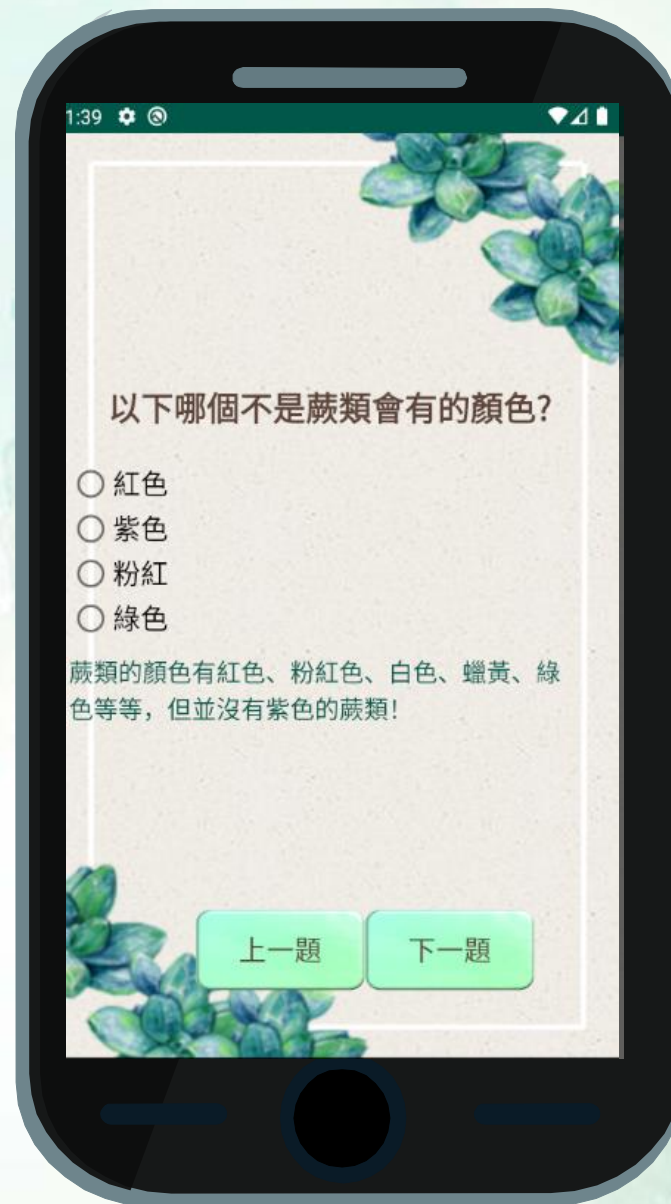 1:39
以下哪個不是蕨類會有的顏色?
紅色
紫色
粉紅
綠色
蕨類的顏色有紅色、粉紅色、白色、蠟黃、綠
色等等，但並沒有紫色的蕨類!
上一題
下一題